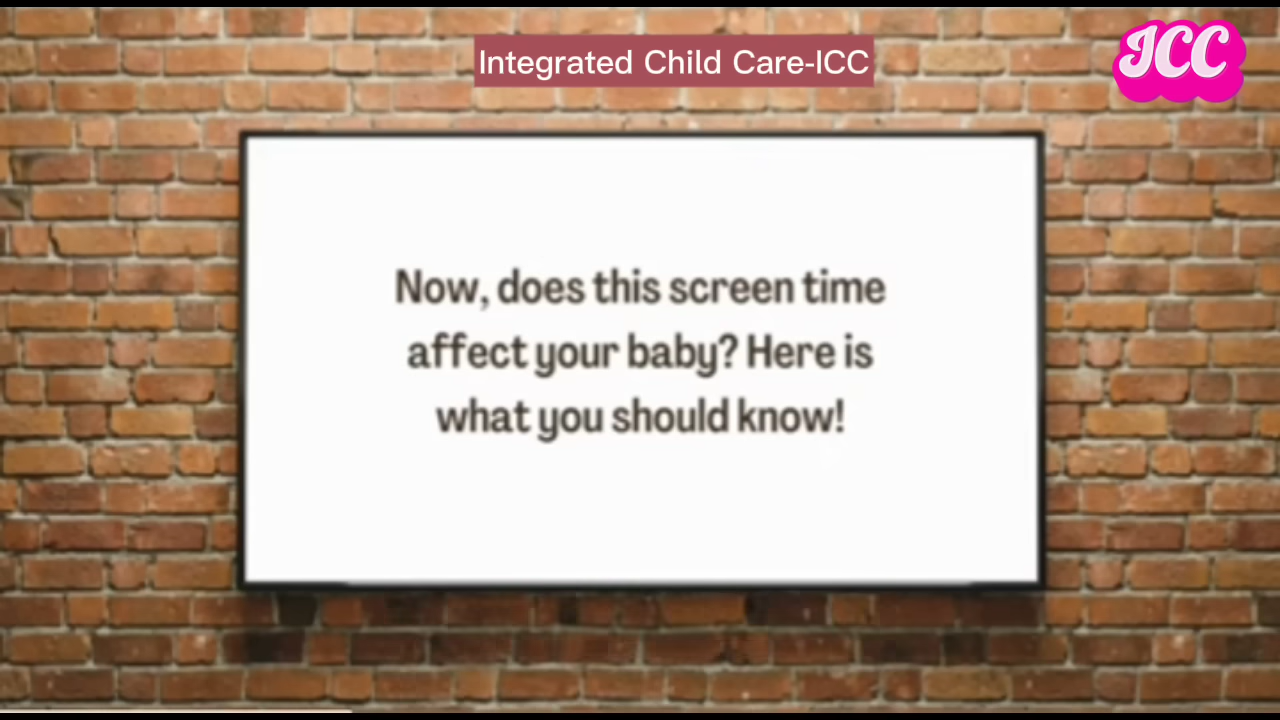 Integrated Child Care-ICC
ICC
Now, does this screen time
affect your baby? Here is
what you should know!